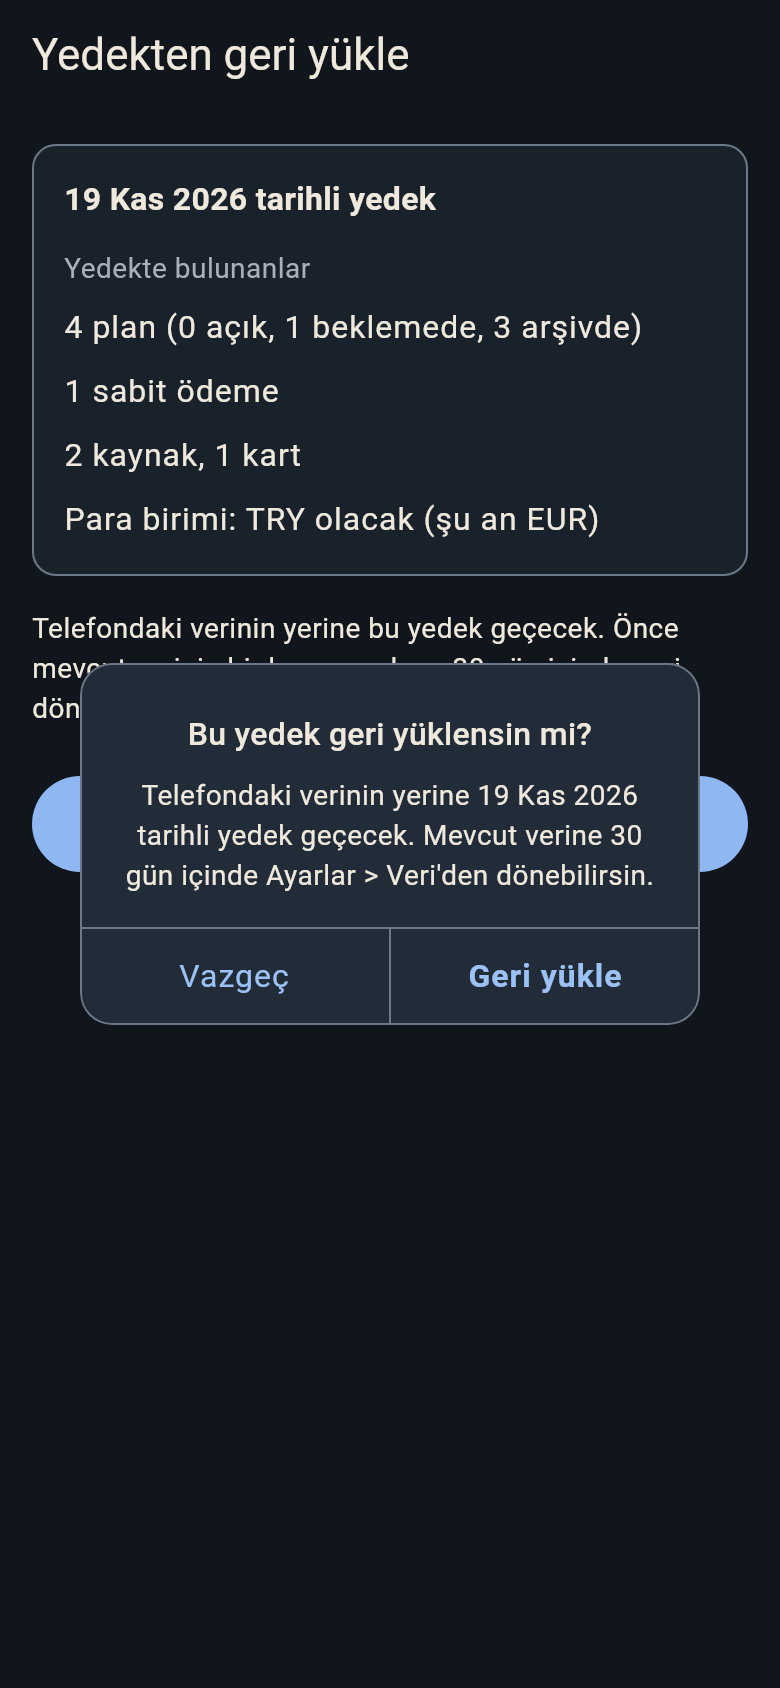 Yedekten geri yükle
19 Kas 2026 tarihli yedek
Yedekte bulunanlar
4 plan (0 açık, 1 beklemede, 3 arşivde)
1 sabit ödeme
2 kaynak, 1 kart
Para birimi: TRY olacak (şu an EUR)
Telefondaki verinin yerine bu yedek geçecek. Önce
Bu yedek geri yüklensin mi?
Telefondaki verinin yerine 19 Kas 2026
tarihli yedek geçecek. Mevcut verine 30
gün içinde Ayarlar > Veri'den dönebilirsin.
Vazgeç
Geri yükle